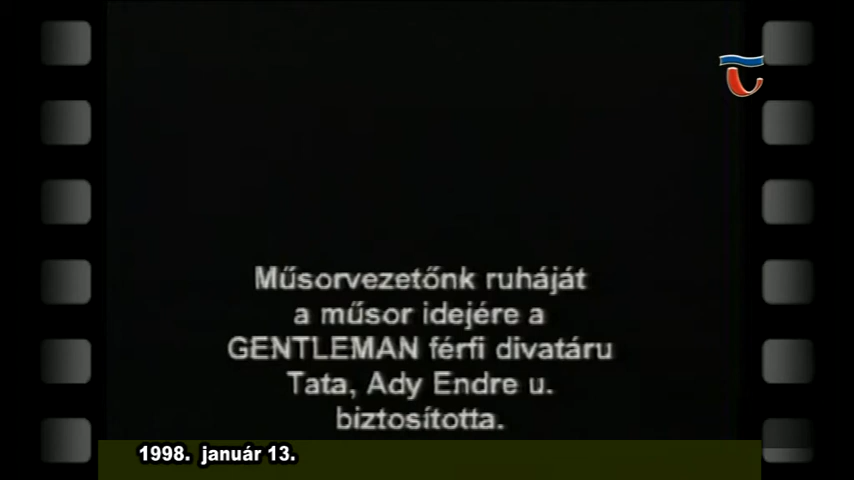 Műsorvezetőnk ruháját
a műsor idejére a
GENTLEMAN férfi divatáru
Tata, Ady Endre u.
biztosította.
1998. január 13.